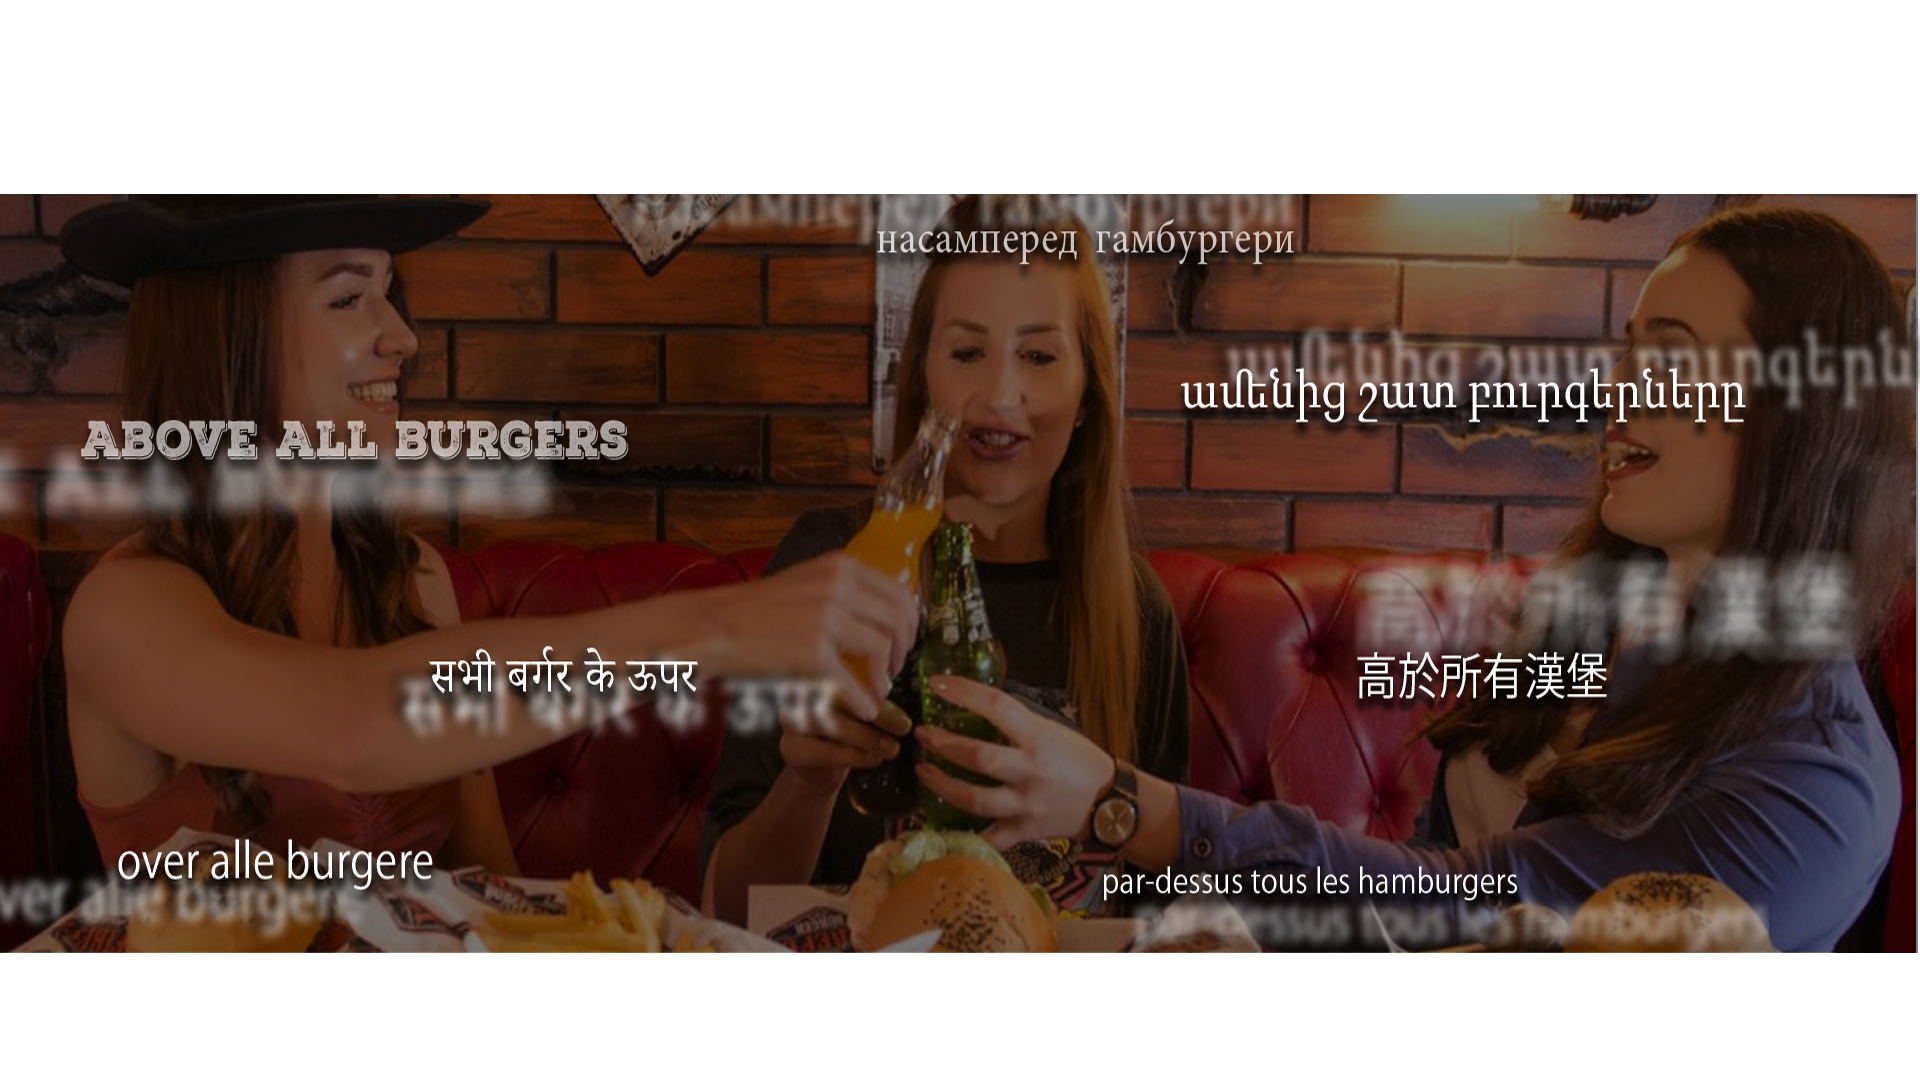 насамперед гамбургери
ամենից շատ բուրգերները
ABOVE ALL BURGERS
सभी बर्गर के ऊपर
高於所有漢堡
over alle burgere
par-dessus tous les hamburgers